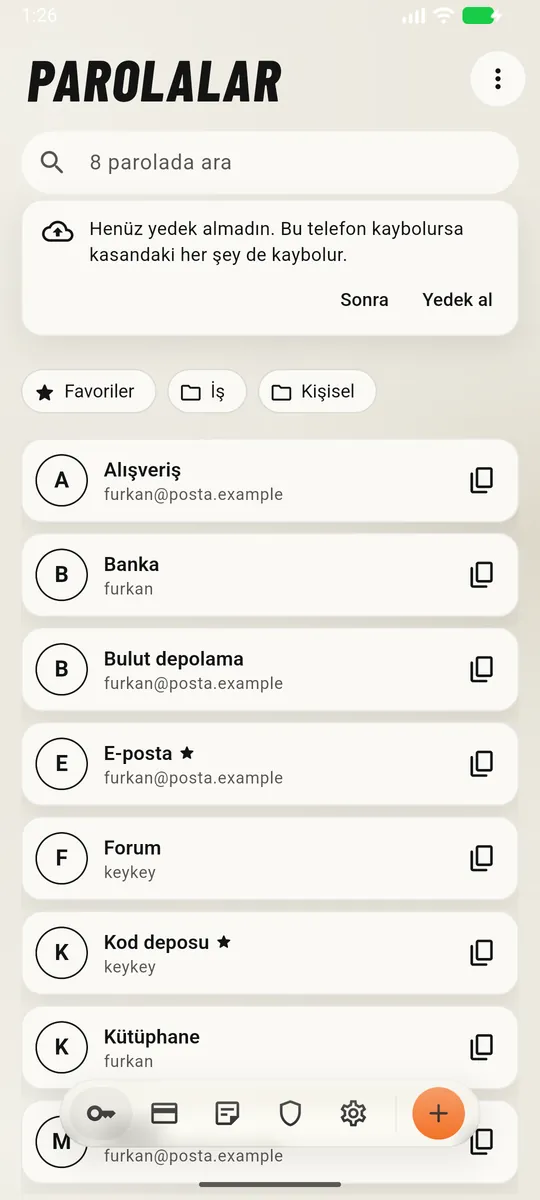 1:26
PAROLALAR
8 parolada ara
Henüz yedek almadın. Bu telefon kaybolursa
kasandaki her şey de kaybolur.
Sonra Yedek al
Favoriler İş Kişisel
A
Alışveriş
furkan@posta.example
B
Banka
furkan
B
Bulut depolama
furkan@posta.example
E
E-posta
furkan@posta.example
F
Forum
keykey
K
Kod deposu
keykey
K
Kütüphane
furkan
M
furkan@posta.example